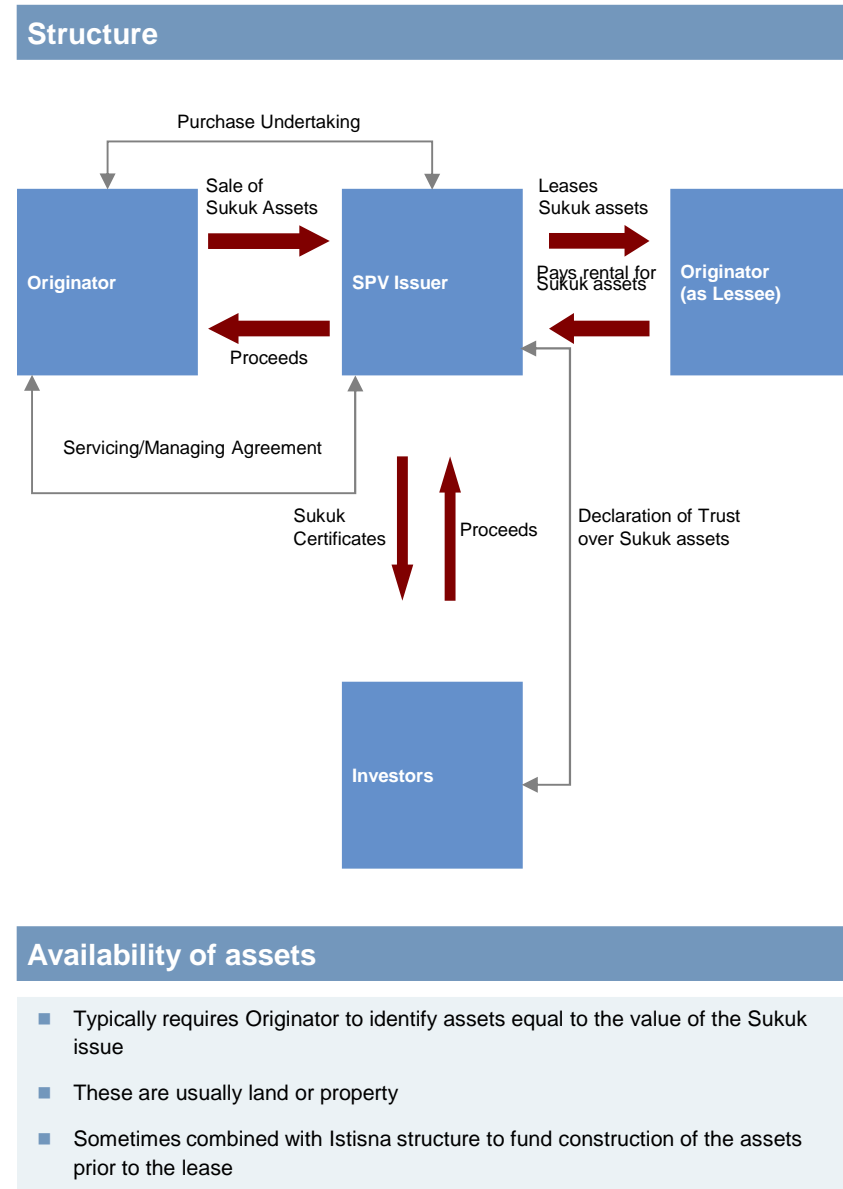 Structure
Purchase Undertaking
Sale of
Sukuk Assets
Leases
Sukuk assets
Originator
SPV Issuer
Pays rental for
Sukuk assets
Originator
(as Lessee)
Proceeds
Servicing/Managing Agreement
Sukuk
Certificates
Proceeds
Declaration of Trust
over Sukuk assets
Investors
Availability of assets
Typically requires Originator to identify assets equal to the value of the Sukuk
issue
These are usually land or property
Sometimes combined with Istisna structure to fund construction of the assets
prior to the lease